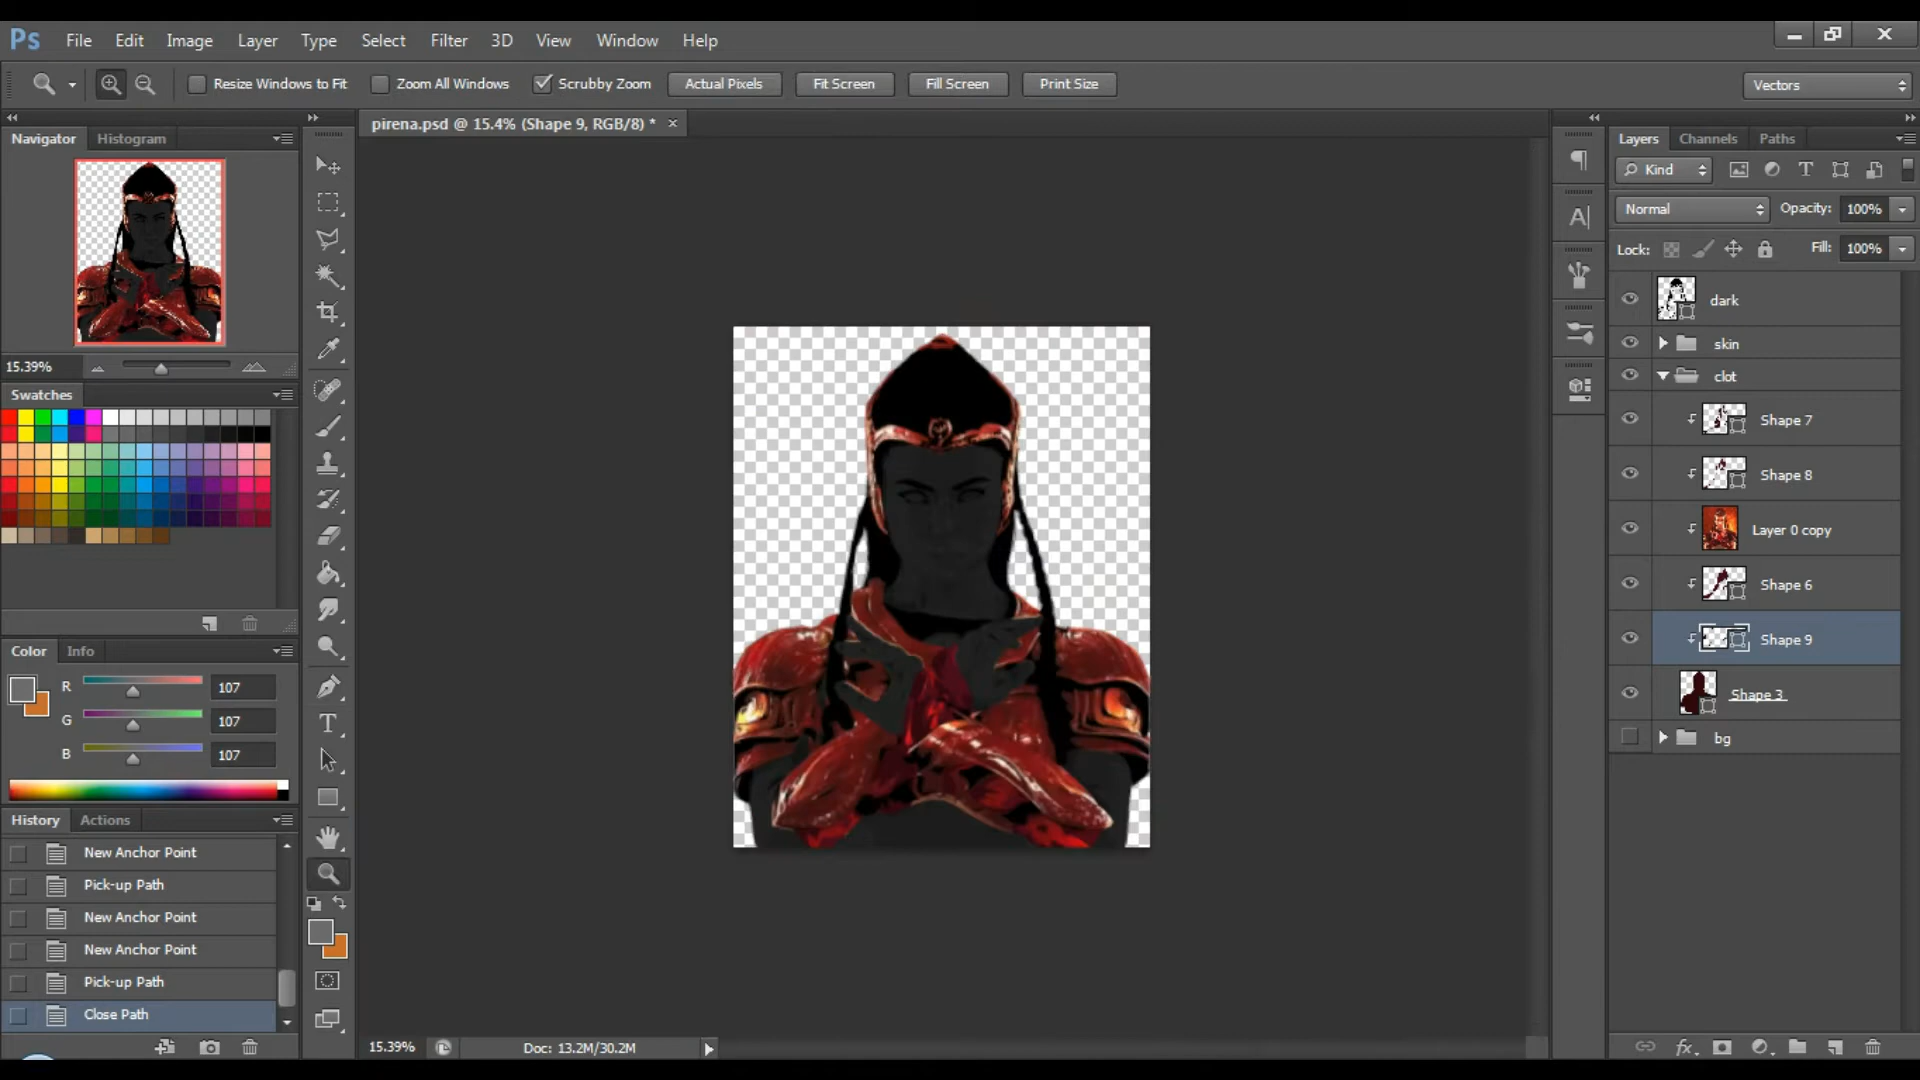 Ps File Edit Image Layer Type Select Filter 3D View Window Help
Resize Windows to Fit Zoom All Windows Scrubby Zoom Actual Pixels Fit Screen Fill Screen Print Size Vectors
pirena.psd @ 15.4% (Shape 9, RGB/8) *
Navigator Histogram
15.39%
Swatches
Color Info
R 107
G 107
B 107
History Actions
New Anchor Point
Pick-up Path
New Anchor Point
New Anchor Point
Pick-up Path
Close Path
15.39% Doc: 13.2M/30.2M
Layers Channels Paths
Kind
Normal Opacity: 100%
Lock: Fill: 100%
dark
skin
clot
Shape 7
Shape 8
Layer 0 copy
Shape 6
Shape 9
Shape 3
bg